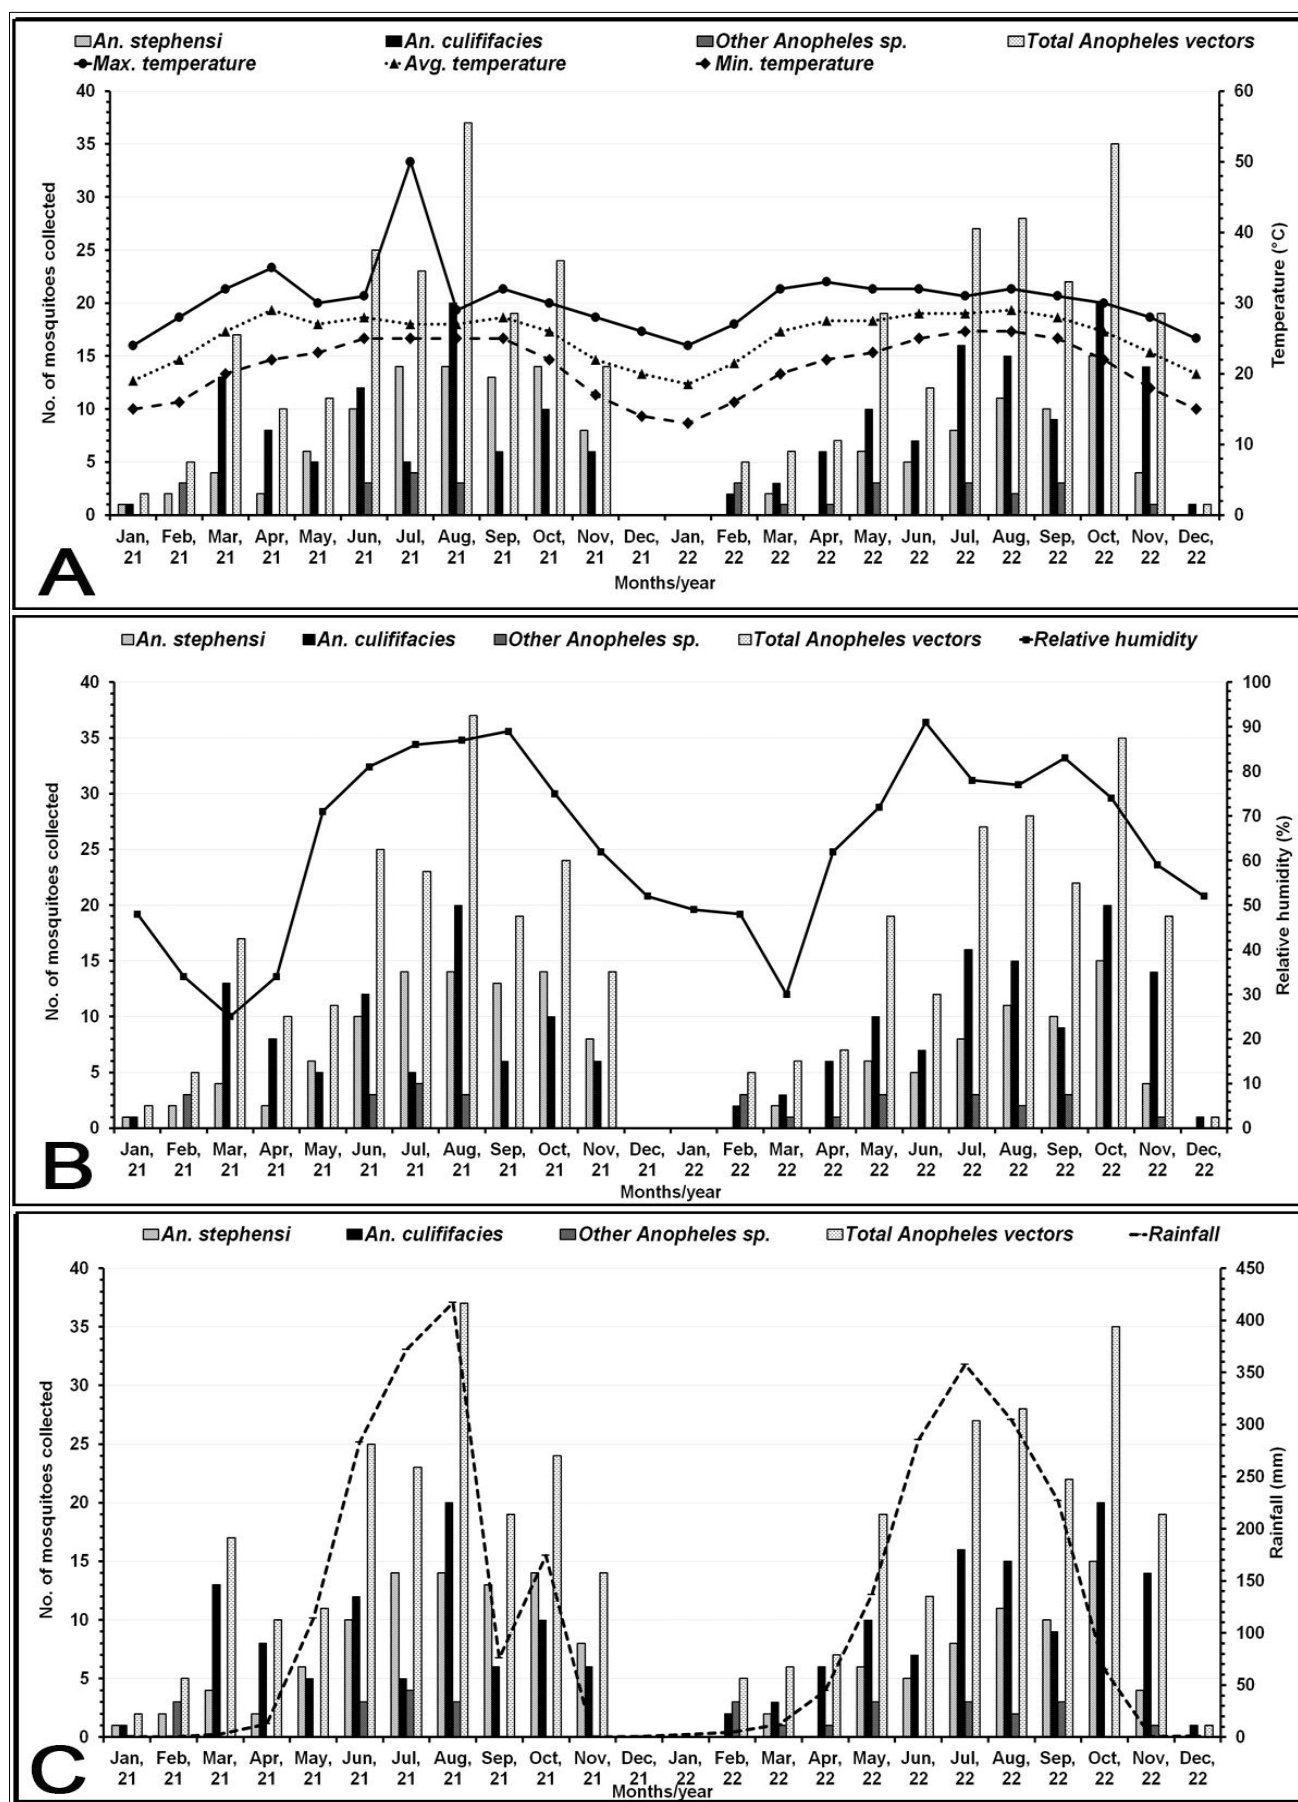 An. stephensi An. culififacies Other Anopheles sp. Total Anopheles vectors
Max. temperature Avg. temperature Min. temperature
40 60
35 50
30 40
25
20 30
15 20
10
5 10
0 0
No. of mosquitoes collected
Temperature (°C)
Jan, Feb, Mar, Apr, May, Jun, Jul, Aug, Sep, Oct, Nov, Dec, Jan, Feb, Mar, Apr, May, Jun, Jul, Aug, Sep, Oct, Nov, Dec,
21 21 21 21 21 21 21 21 21 21 21 21 22 22 22 22 22 22 22 22 22 22 22 22
Months/year
A
An. stephensi An. culififacies Other Anopheles sp. Total Anopheles vectors Relative humidity
40 100
35 90
30 80
70
25 60
20 50
15 40
10 30
20
5 10
0 0
No. of mosquitoes collected
Relative humidity (%)
Jan, Feb, Mar, Apr, May, Jun, Jul, Aug, Sep, Oct, Nov, Dec, Jan, Feb, Mar, Apr, May, Jun, Jul, Aug, Sep, Oct, Nov, Dec,
21 21 21 21 21 21 21 21 21 21 21 21 22 22 22 22 22 22 22 22 22 22 22 22
Months/year
B
An. stephensi An. culififacies Other Anopheles sp. Total Anopheles vectors Rainfall
40 450
35 400
30 350
25 300
250
20 200
15 150
10 100
5 50
0 0
No. of mosquitoes collected
Rainfall (mm)
Jan, Feb, Mar, Apr, May, Jun, Jul, Aug, Sep, Oct, Nov, Dec, Jan, Feb, Mar, Apr, May, Jun, Jul, Aug, Sep, Oct, Nov, Dec,
21 21 21 21 21 21 21 21 21 21 21 21 22 22 22 22 22 22 22 22 22 22 22 22
Months/year
C